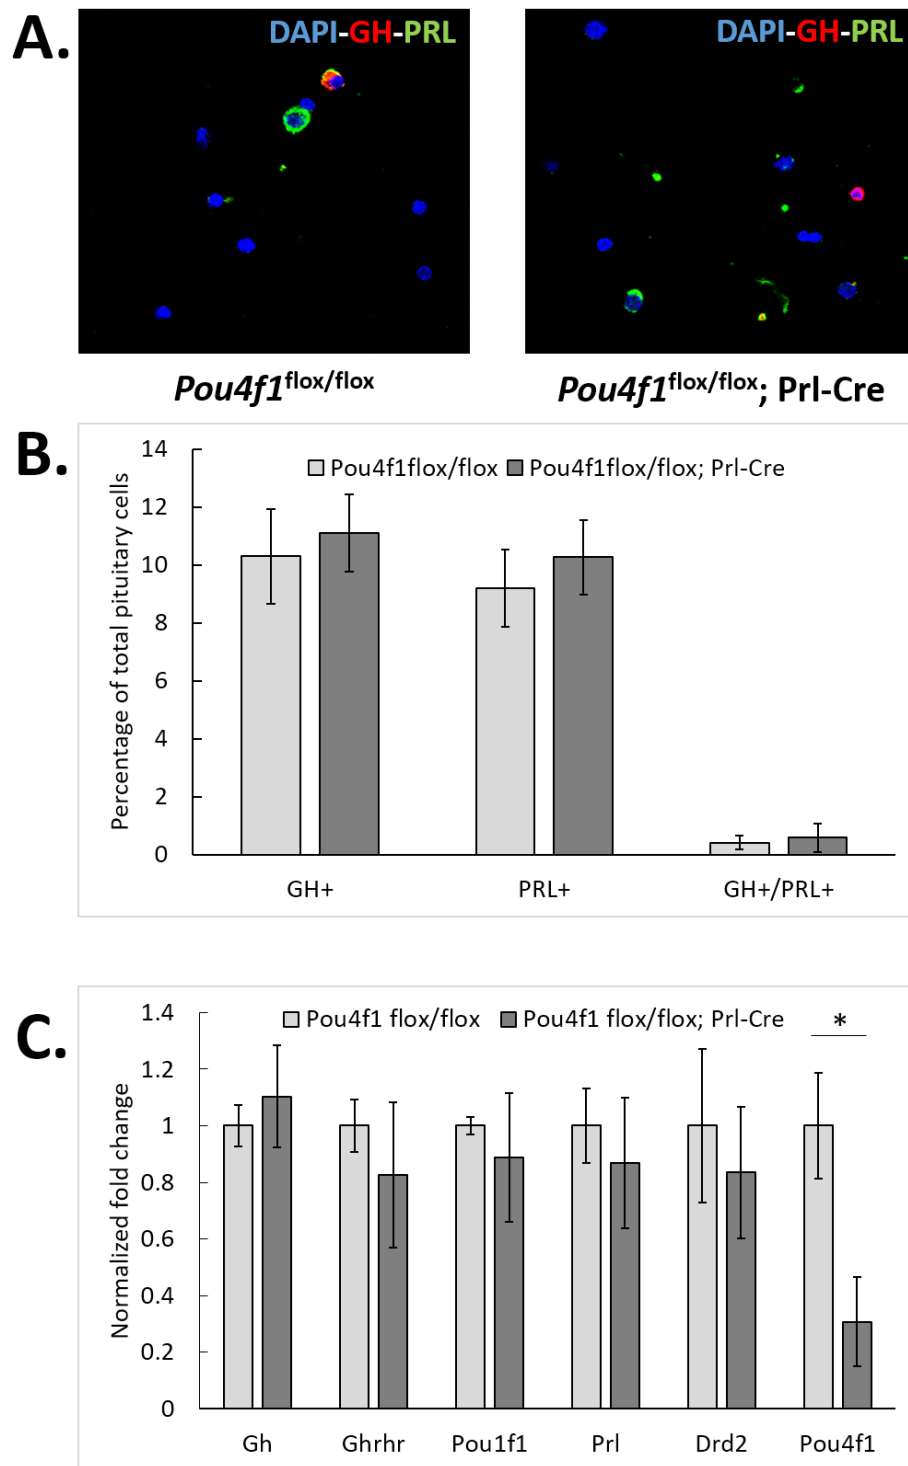 A.
DAPI-GH-PRL
DAPI-GH-PRL
Pou4f1flox/flox
Pou4f1flox/flox; Prl-Cre
B.
Pou4f1flox/flox
Pou4f1flox/flox; Prl-Cre
Percentage of total pituitary cells
14
12
10
8
6
4
2
0
GH+
PRL+
GH+/PRL+
C.
Pou4f1 flox/flox
Pou4f1 flox/flox; Prl-Cre
*
Normalized fold change
1.4
1.2
1
0.8
0.6
0.4
0.2
0
Gh
Ghrhr
Pou1f1
Prl
Drd2
Pou4f1